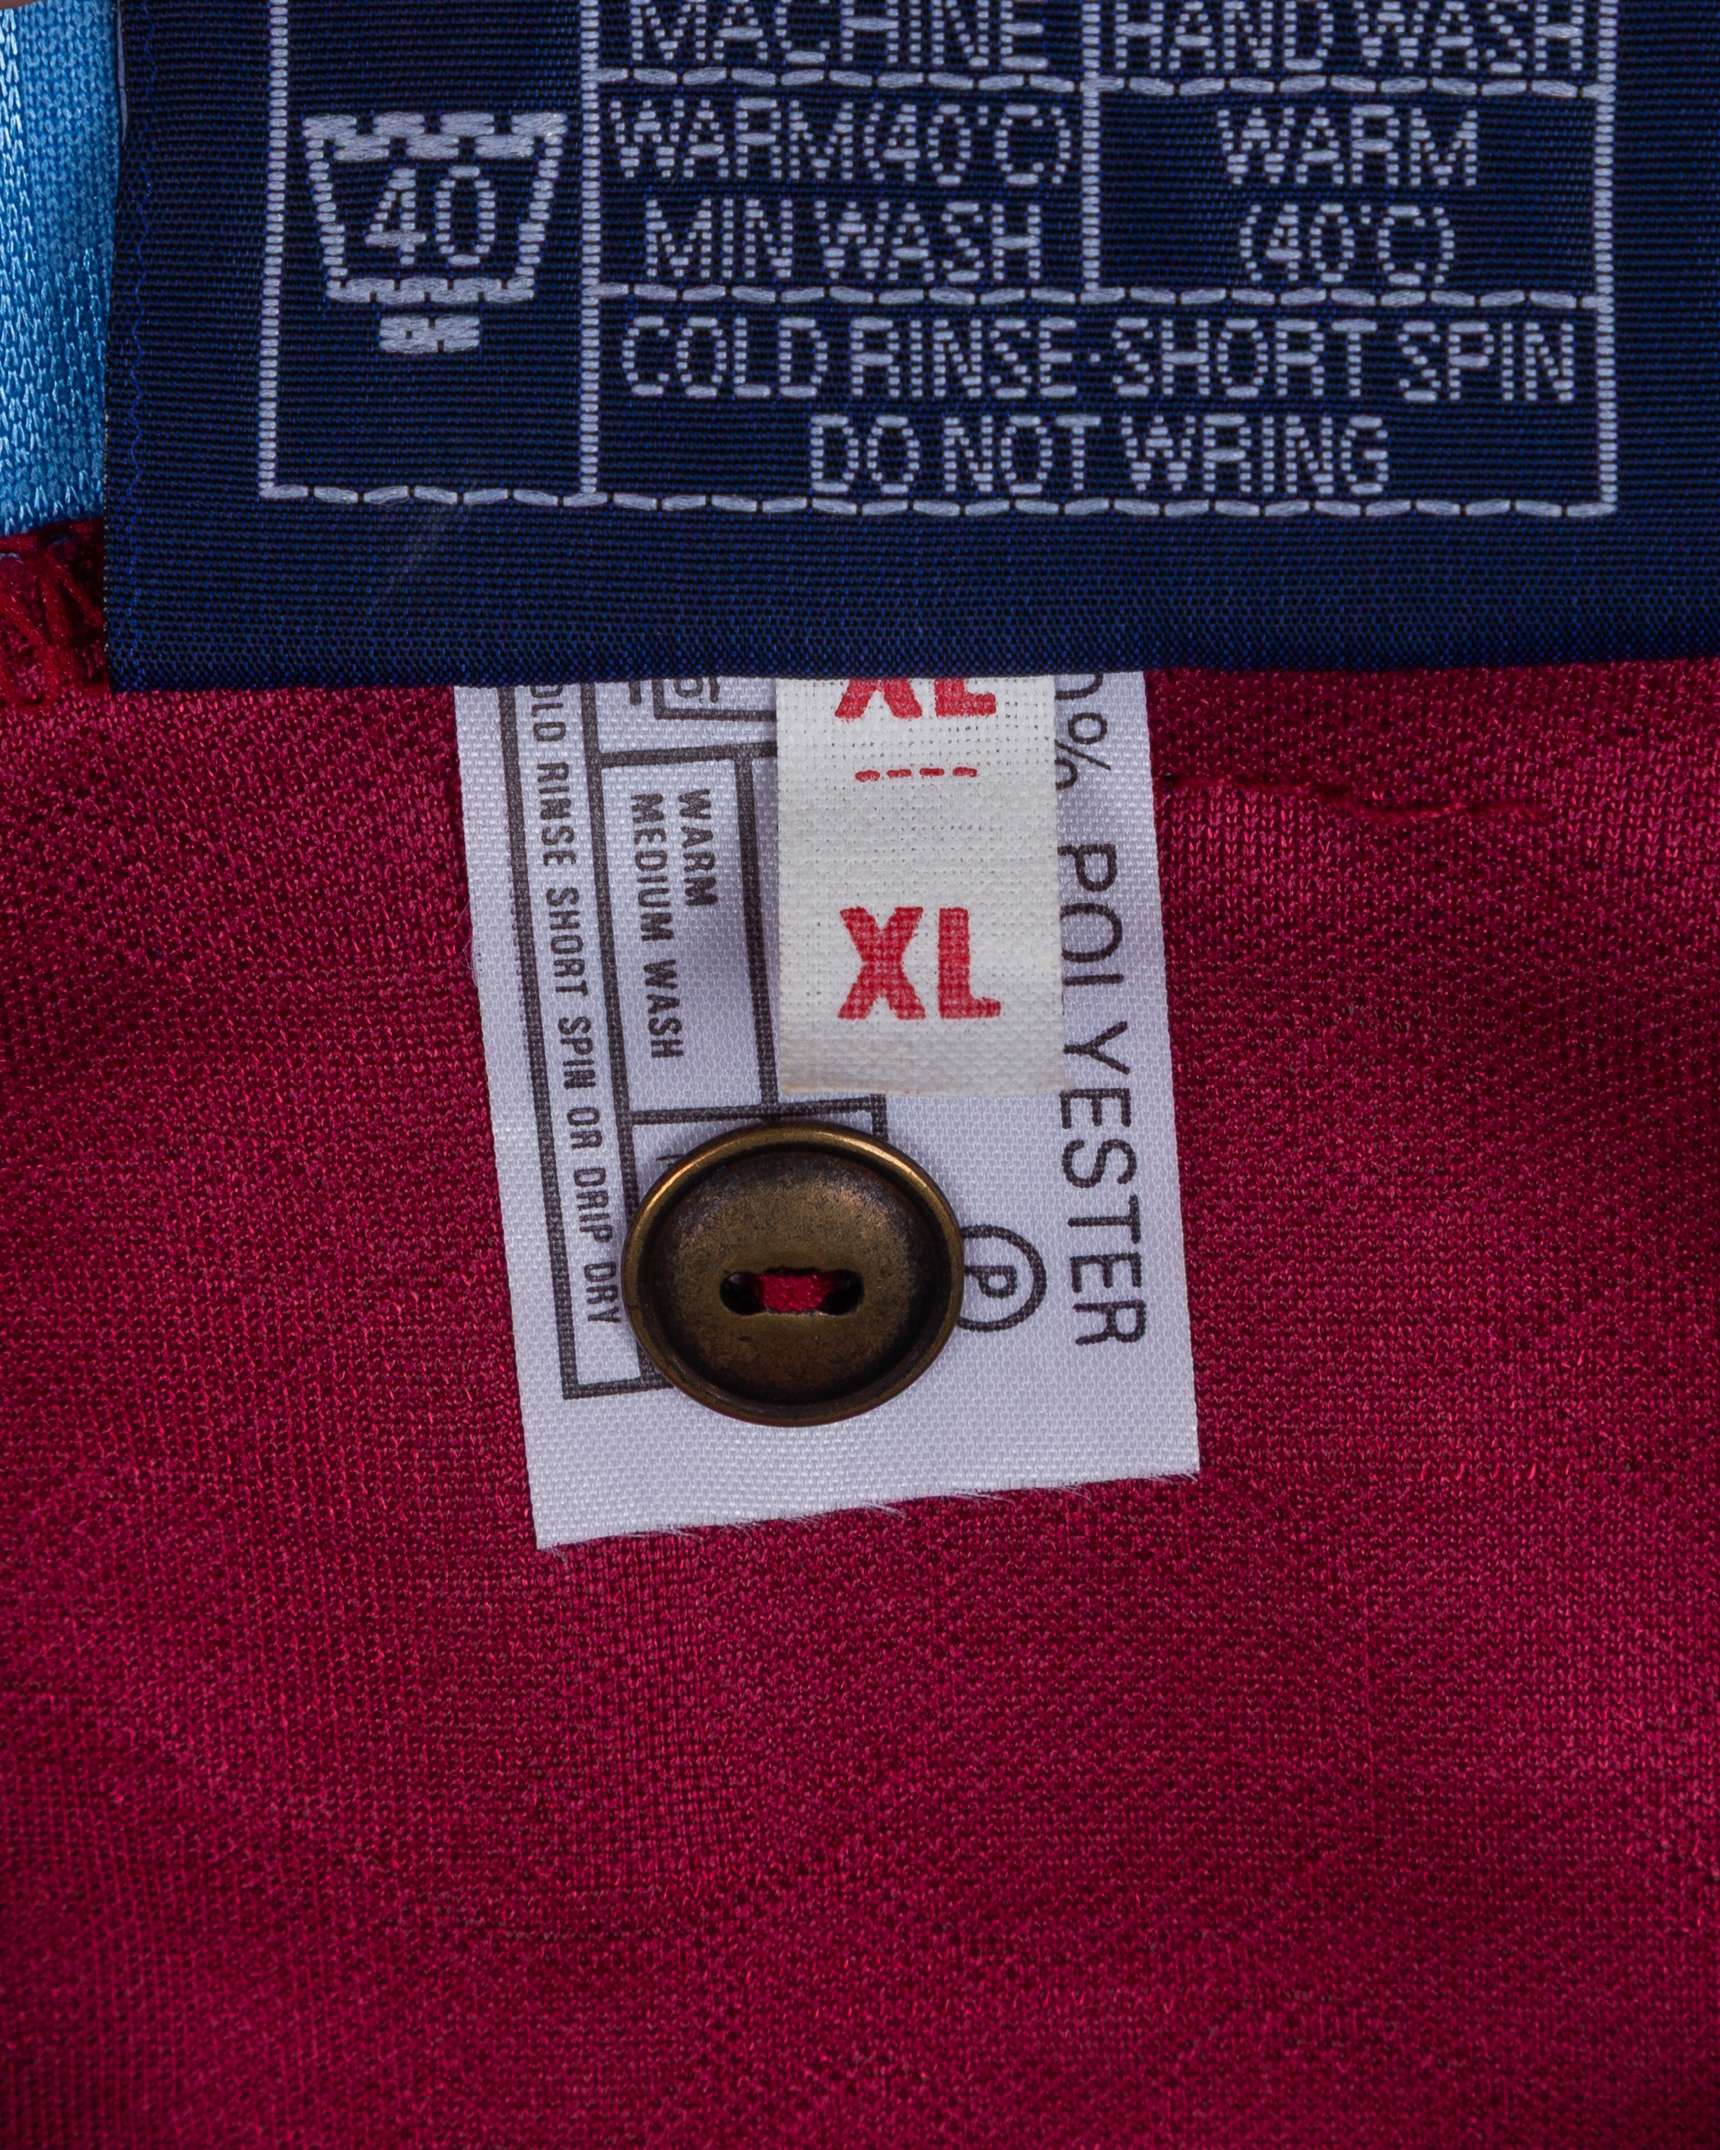 MACHINE
HAND WASH
40
WARM(40°C)
MIN WASH
WARM
(40°C)
COLD RINSE·SHORT SPIN
DO NOT WRING
XL
XL
% POLYESTER
P
WARM
MEDIUM WASH
RINSE SHORT SPIN OR DRIP DRY